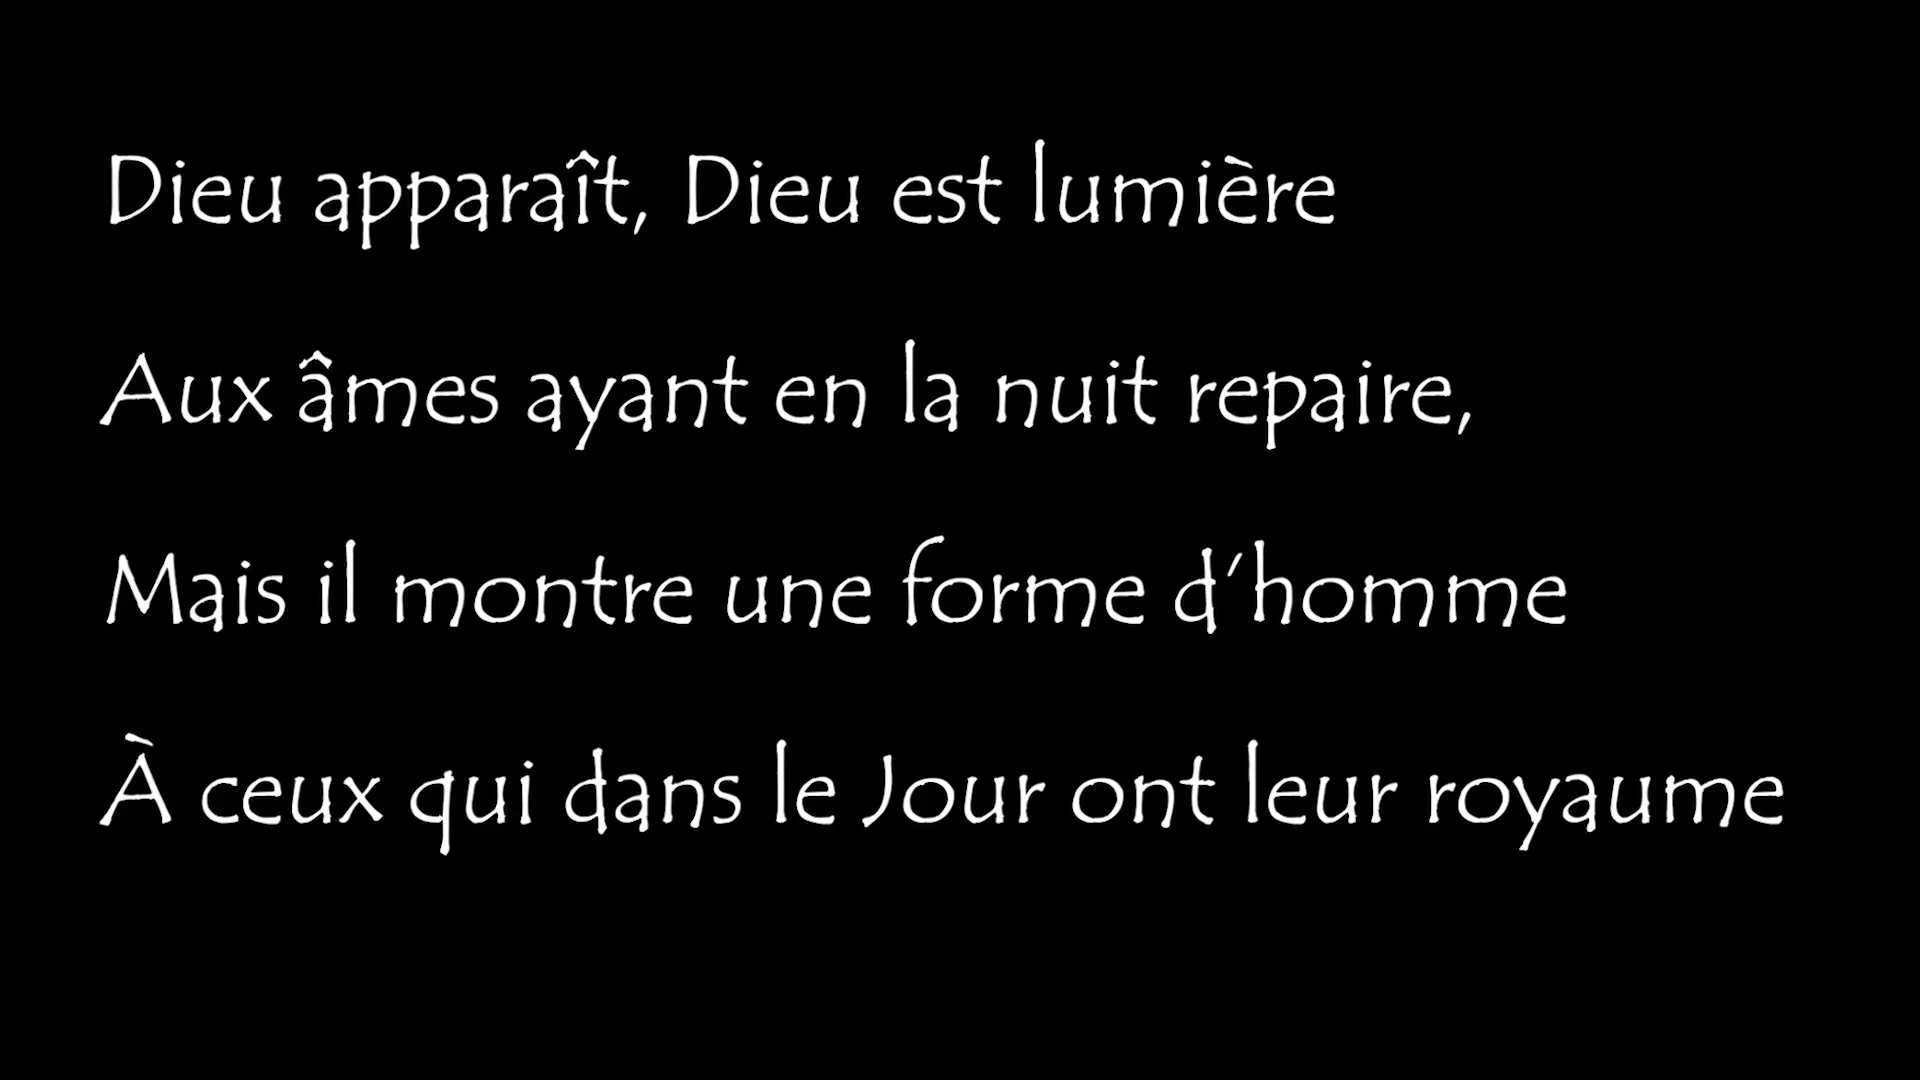 Dieu apparaît, Dieu est lumière
Aux âmes ayant en la nuit repaire,
Mais il montre une forme d'homme
À ceux qui dans le Jour ont leur royaume